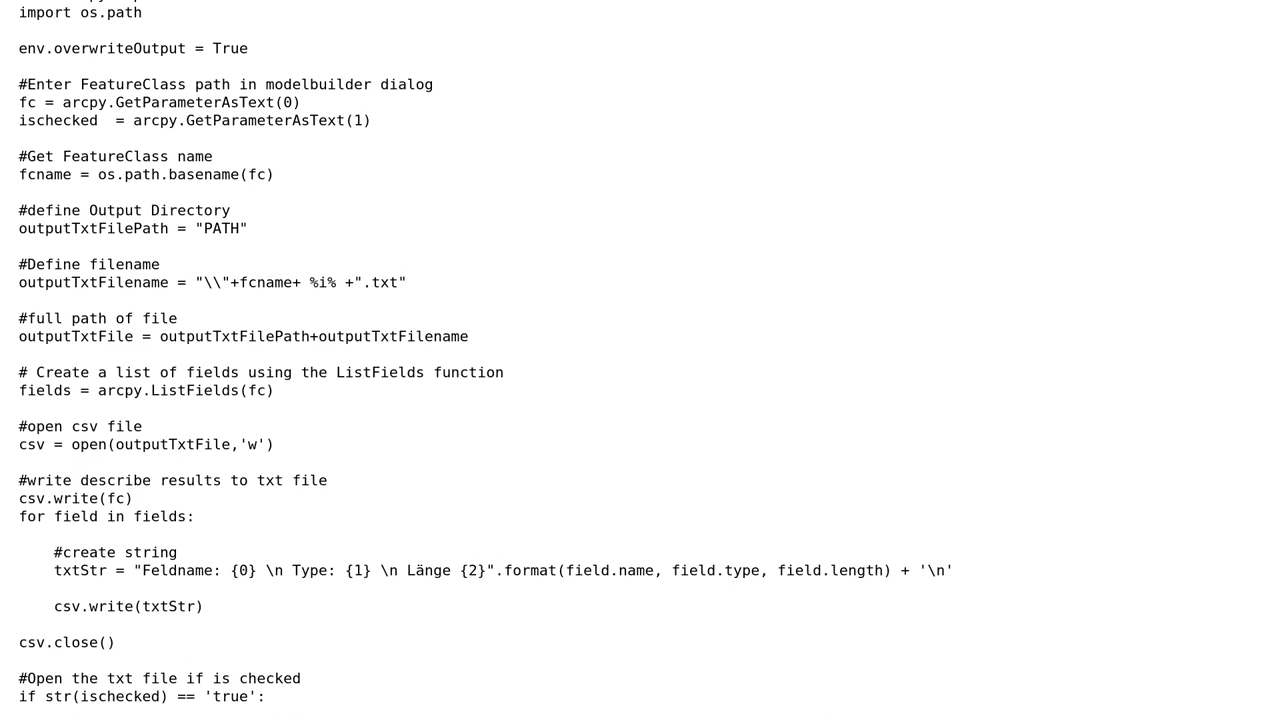 import os.path
env.overwriteOutput = True
#Enter FeatureClass path in modelbuilder dialog
fc = arcpy.GetParameterAsText(0)
ischecked  = arcpy.GetParameterAsText(1)
#Get FeatureClass name
fcname = os.path.basename(fc)
#define Output Directory
outputTxtFilePath = "PATH"
#Define filename
outputTxtFilename = "\\"+fcname+ %i% +".txt"
#full path of file
outputTxtFile = outputTxtFilePath+outputTxtFilename
# Create a list of fields using the ListFields function
fields = arcpy.ListFields(fc)
#open csv file
csv = open(outputTxtFile,'w')
#write describe results to txt file
csv.write(fc)
for field in fields:
    #create string
    txtStr = "Feldname: {0} \n Type: {1} \n Länge {2}".format(field.name, field.type, field.length) + '\n'
    csv.write(txtStr)
csv.close()
#Open the txt file if is checked
if str(ischecked) == 'true':